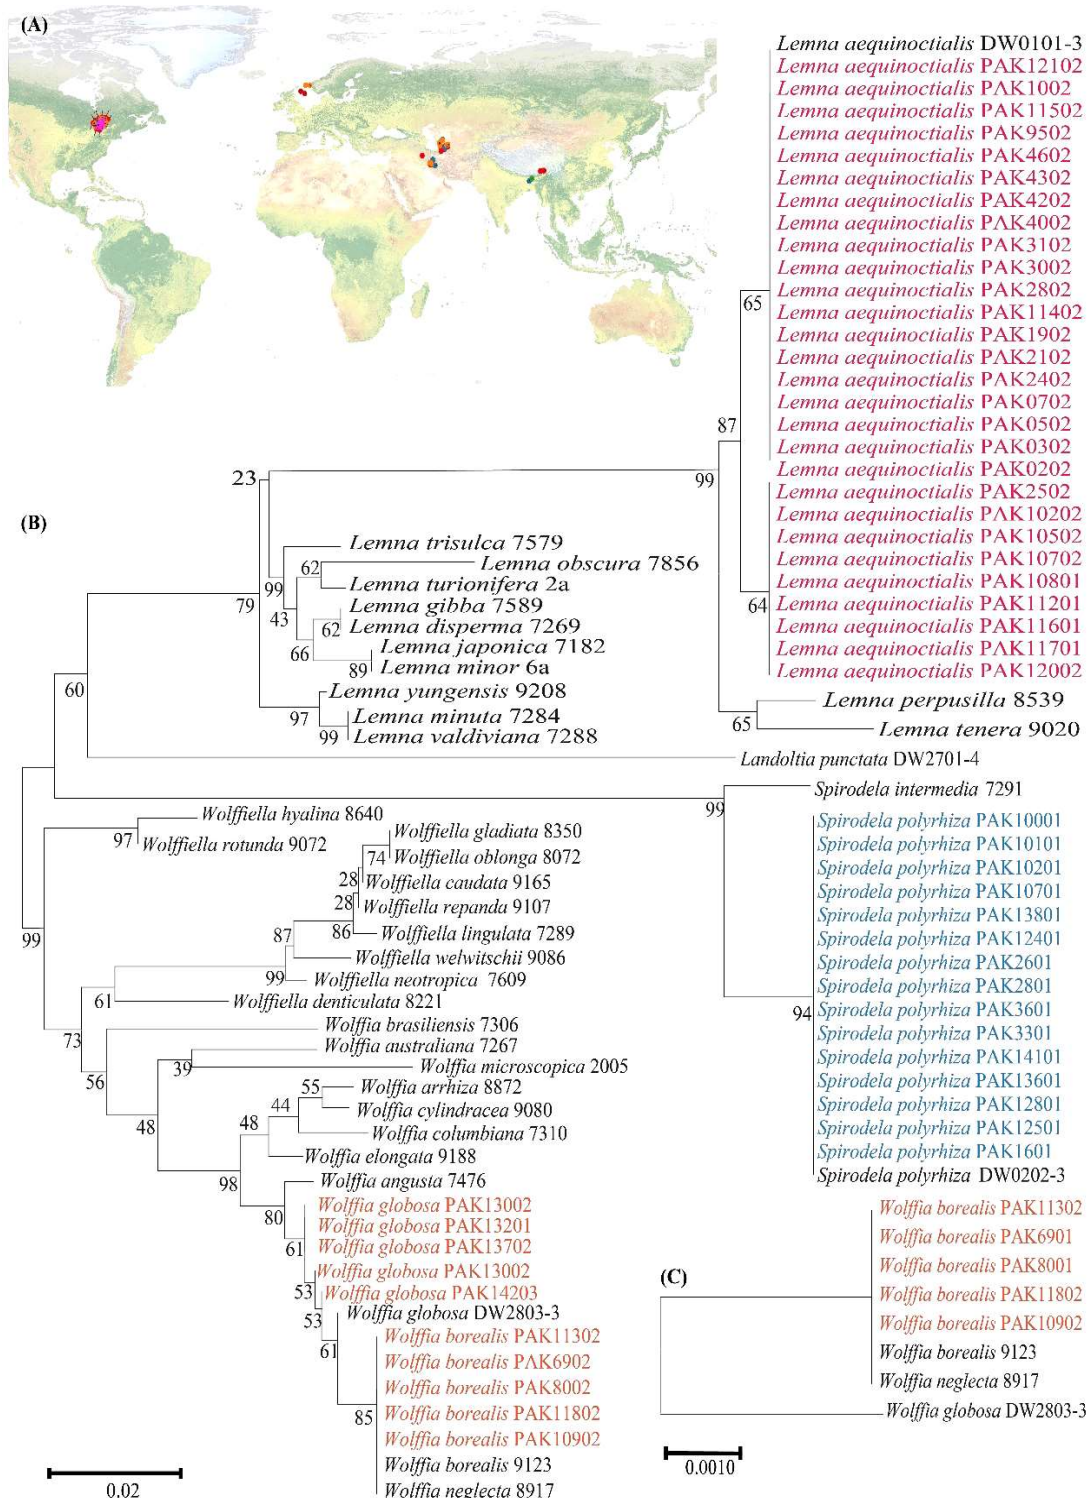 (A)
Lemna aequinoctialis DW0101-3
Lemna aequinoctialis PAK12102
Lemna aequinoctialis PAK1002
Lemna aequinoctialis PAK11502
Lemna aequinoctialis PAK9502
Lemna aequinoctialis PAK4602
Lemna aequinoctialis PAK4302
Lemna aequinoctialis PAK4202
Lemna aequinoctialis PAK4002
Lemna aequinoctialis PAK3102
Lemna aequinoctialis PAK3002
Lemna aequinoctialis PAK2802
Lemna aequinoctialis PAK11402
Lemna aequinoctialis PAK1902
Lemna aequinoctialis PAK2102
Lemna aequinoctialis PAK2402
Lemna aequinoctialis PAK0702
Lemna aequinoctialis PAK0502
Lemna aequinoctialis PAK0302
Lemna aequinoctialis PAK0202
Lemna aequinoctialis PAK2502
Lemna aequinoctialis PAK10202
Lemna aequinoctialis PAK10502
Lemna aequinoctialis PAK10702
Lemna aequinoctialis PAK10801
Lemna aequinoctialis PAK11201
Lemna aequinoctialis PAK11601
Lemna aequinoctialis PAK11701
Lemna aequinoctialis PAK12002
65
87
99
64
65
Lemna perpusilla 8539
Lemna tenera 9020
(B)
23
Lemna trisulca 7579
Lemna obscura 7856
Lemna turionifera 2a
Lemna gibba 7589
Lemna disperma 7269
Lemna japonica 7182
Lemna minor 6a
Lemna yungensis 9208
Lemna minuta 7284
Lemna valdiviana 7288
62
99
79
43
62
66
89
97
99
60
Landoltia punctata DW2701-4
99
Spirodela intermedia 7291
Spirodela polyrhiza PAK10001
Spirodela polyrhiza PAK10101
Spirodela polyrhiza PAK10201
Spirodela polyrhiza PAK10701
Spirodela polyrhiza PAK13801
Spirodela polyrhiza PAK12401
Spirodela polyrhiza PAK2601
Spirodela polyrhiza PAK2801
Spirodela polyrhiza PAK3601
Spirodela polyrhiza PAK3301
Spirodela polyrhiza PAK14101
Spirodela polyrhiza PAK13601
Spirodela polyrhiza PAK12801
Spirodela polyrhiza PAK12501
Spirodela polyrhiza PAK1601
Spirodela polyrhiza DW0202-3
94
Wolffiella hyalina 8640
Wolffiella rotunda 9072
97
Wolffiella gladiata 8350
Wolffiella oblonga 8072
Wolffiella caudata 9165
Wolffiella repanda 9107
Wolffiella lingulata 7289
Wolffiella welwitschii 9086
Wolffiella neotropica 7609
Wolffiella denticulata 8221
74
28
28
86
87
99
99
61
73
Wolffia brasiliensis 7306
Wolffia australiana 7267
Wolffia microscopica 2005
Wolffia arrhiza 8872
Wolffia cylindracea 9080
Wolffia columbiana 7310
Wolffia elongata 9188
Wolffia angusta 7476
56
39
55
44
48
48
98
80
Wolffia globosa PAK13002
Wolffia globosa PAK13201
Wolffia globosa PAK13702
Wolffia globosa PAK13002
Wolffia globosa PAK14203
Wolffia globosa DW2803-3
Wolffia borealis PAK11302
Wolffia borealis PAK6902
Wolffia borealis PAK8002
Wolffia borealis PAK11802
Wolffia borealis PAK10902
Wolffia borealis 9123
Wolffia neglecta 8917
61
53
53
61
85
0.02
(C)
Wolffia borealis PAK11302
Wolffia borealis PAK6901
Wolffia borealis PAK8001
Wolffia borealis PAK11802
Wolffia borealis PAK10902
Wolffia borealis 9123
Wolffia neglecta 8917
Wolffia globosa DW2803-3
0.0010